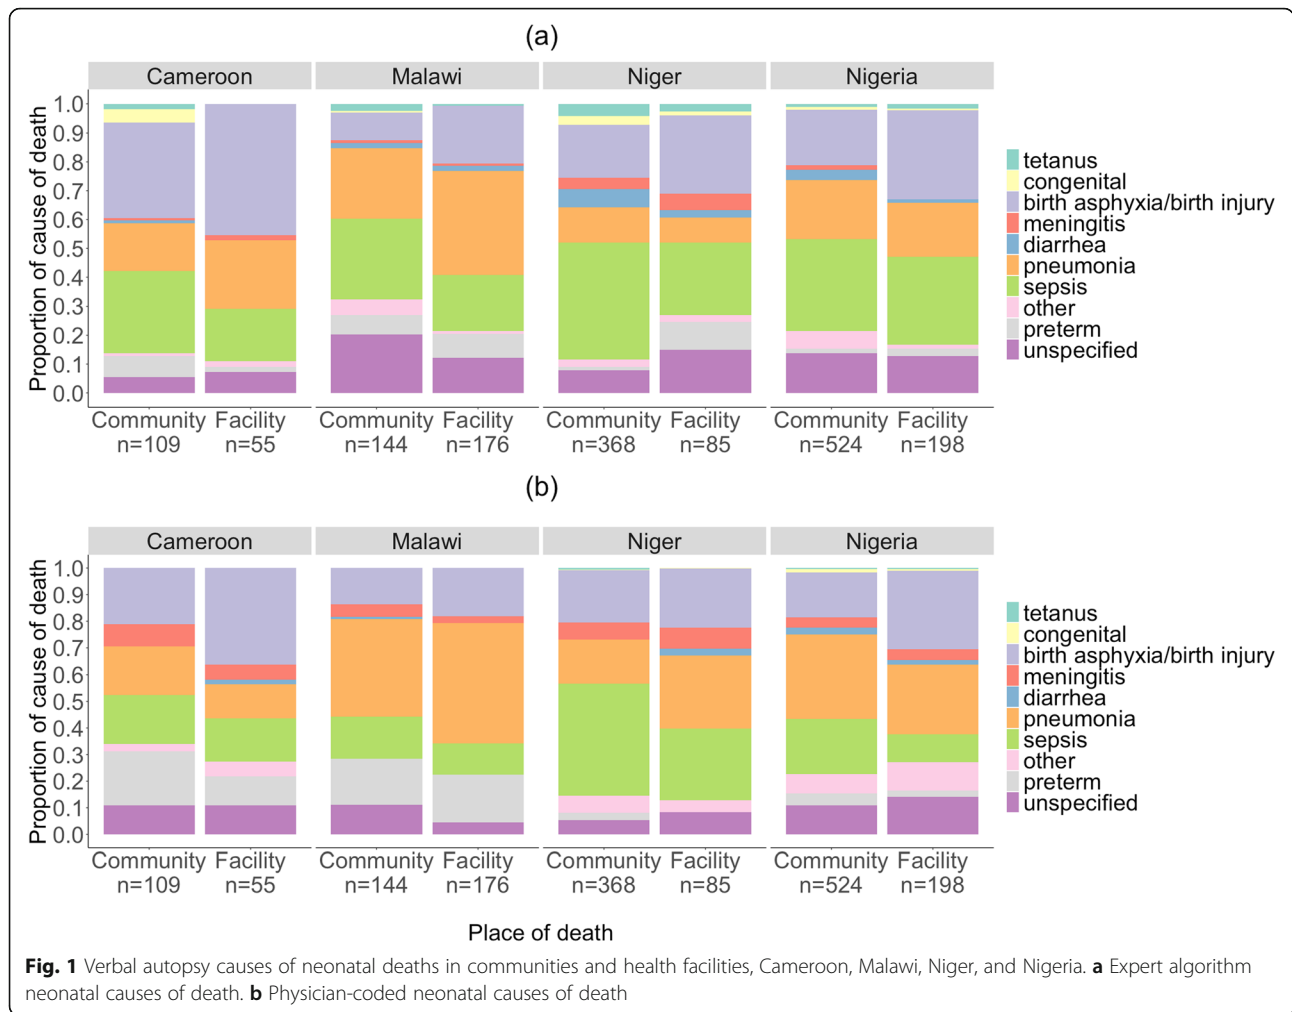 (a)
Cameroon Malawi Niger Nigeria
Proportion of cause of death
1.0
0.9
0.8
0.7
0.6
0.5
0.4
0.3
0.2
0.1
0.0
tetanus
congenital
birth asphyxia/birth injury
meningitis
diarrhea
pneumonia
sepsis
other
preterm
unspecified
Community Facility Community Facility Community Facility Community Facility
n=109 n=55 n=144 n=176 n=368 n=85 n=524 n=198
(b)
Cameroon Malawi Niger Nigeria
Proportion of cause of death
1.0
0.9
0.8
0.7
0.6
0.5
0.4
0.3
0.2
0.1
0.0
tetanus
congenital
birth asphyxia/birth injury
meningitis
diarrhea
pneumonia
sepsis
other
preterm
unspecified
Community Facility Community Facility Community Facility Community Facility
n=109 n=55 n=144 n=176 n=368 n=85 n=524 n=198
Place of death
Fig. 1 Verbal autopsy causes of neonatal deaths in communities and health facilities, Cameroon, Malawi, Niger, and Nigeria. a Expert algorithm
neonatal causes of death. b Physician-coded neonatal causes of death